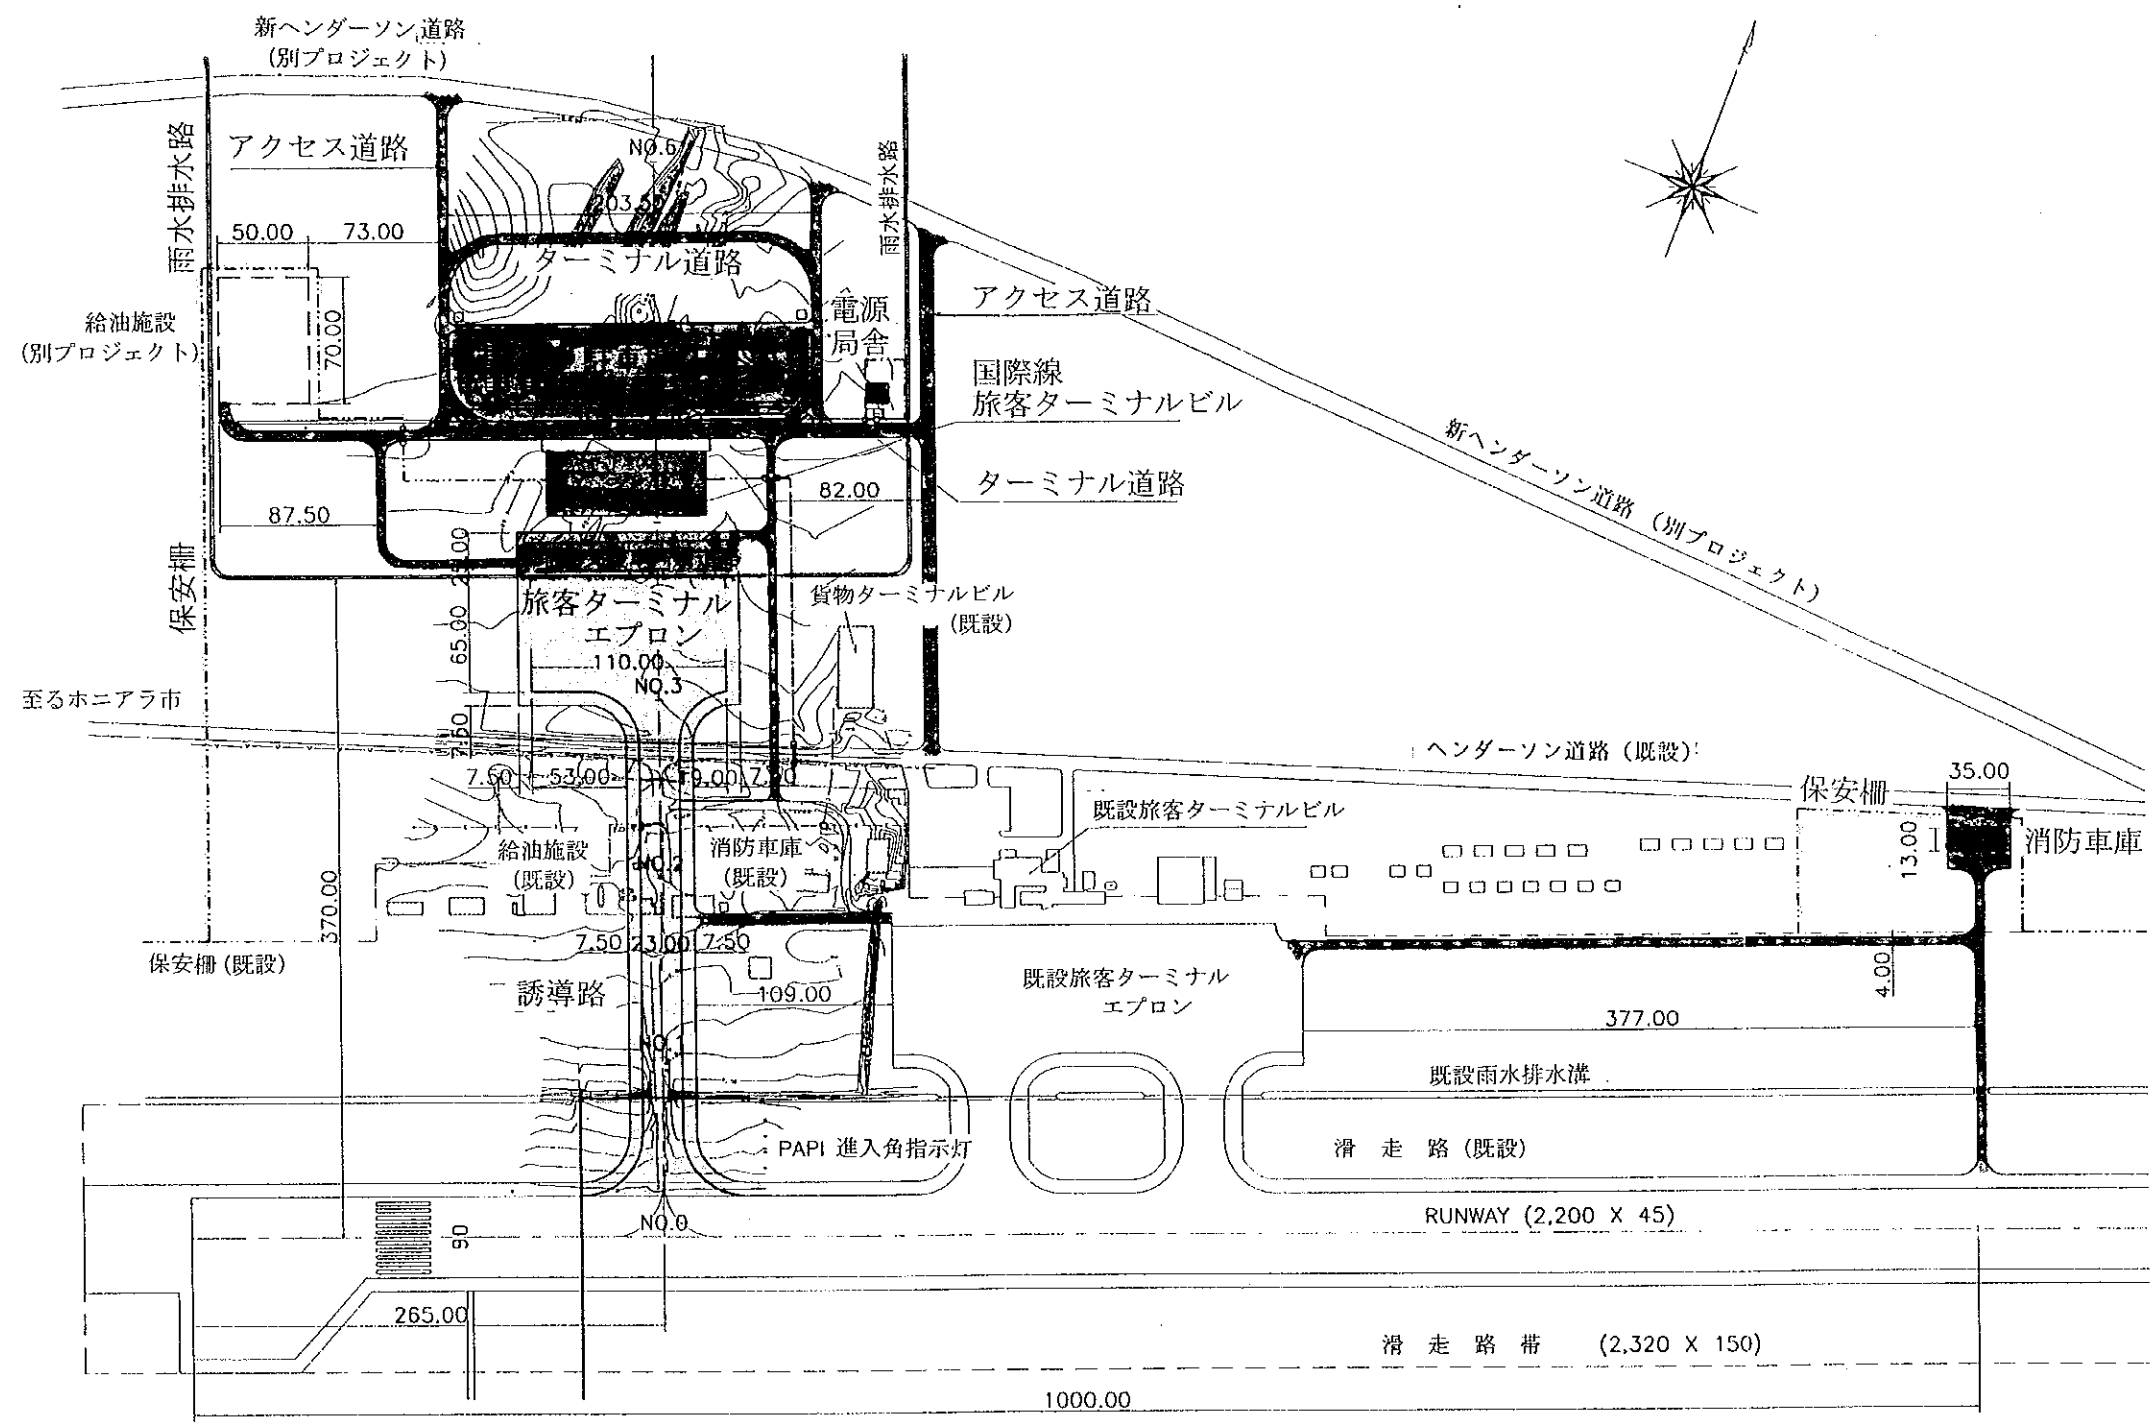 新ヘンダーソン道路
(別プロジェクト)
雨水排水路
アクセス道路
NO.6
雨水排水路
50.00
73.00
ターミナル道路
給油施設
(別プロジェクト)
70.00
電源
局舎
アクセス道路
国際線
旅客ターミナルビル
ターミナル道路
新ヘンダーソン道路 (別プロジェクト)
87.50
82.00
保安柵
25.00
65.00
7.50
旅客ターミナル
エプロン
110.00
NO.3
貨物ターミナルビル
(既設)
至るホニアラ市
ヘンダーソン道路 (既設)
7.50
53.00
保安柵
35.00
13.00
消防車庫
既設旅客ターミナルビル
給油施設
(既設)
NO.2
消防車庫
(既設)
370.00
7.50
23.00
7.50
保安柵 (既設)
誘導路
109.00
既設旅客ターミナル
エプロン
4.00
377.00
既設雨水排水溝
PAPI 進入角指示灯
滑 走 路 (既設)
NO.0
RUNWAY (2,200 X 45)
90
265.00
滑 走 路 帯 (2,320 X 150)
1000.00